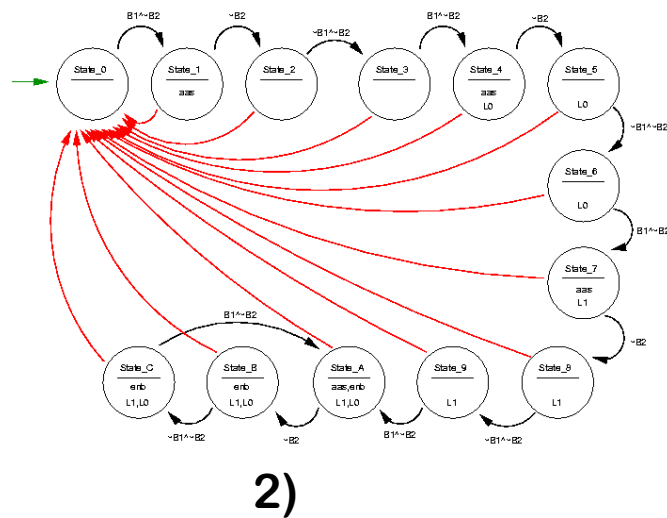 B1^~B2
~B2
~B1^~B2
B1^~B2
~B2
State_0
State_1
aas
State_2
State_3
State_4
aas
L0
State_5
L0
~B1^~B2
State_6
L0
B1^~B2
State_7
aas
L1
~B2
B1^~B2
State_C
enb
L1,L0
State_B
enb
L1,L0
State_A
aas,enb
L1,L0
State_9
L1
State_8
L1
~B1^~B2
~B2
~B1^~B2
~B1^~B2
2)